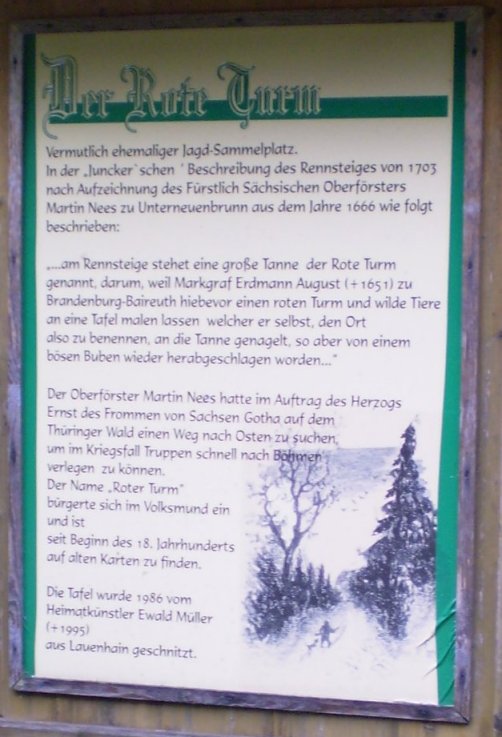 Der Rote Turm
Vermutlich ehemaliger Jagd-Sammelplatz.
In der „Juncker`schen ' Beschreibung des Rennsteiges von 1703
nach Aufzeichnung des Fürstlich Sächsischen Oberförsters
Martin Nees zu Unterneuenbrunn aus dem Jahre 1666 wie folgt
beschrieben:
„...am Rennsteige stehet eine große Tanne der Rote Turm
genannt, darum, weil Markgraf Erdmann August (+1651) zu
Brandenburg-Baireuth hiebevor einen roten Turm und wilde Tiere
an eine Tafel malen lassen welcher er selbst, den Ort
also zu benennen, an die Tanne genagelt, so aber von einem
bösen Buben wieder herabgeschlagen worden..."
Der Oberförster Martin Nees hatte im Auftrag des Herzogs
Ernst des Frommen von Sachsen Gotha auf dem
Thüringer Wald einen Weg nach Osten zu suchen,
um im Kriegsfall Truppen schnell nach Böhmen
verlegen zu können.
Der Name „Roter Turm"
bürgerte sich im Volksmund ein
und ist
seit Beginn des 18. Jahrhunderts
auf alten Karten zu finden.
Die Tafel wurde 1986 vom
Heimatkünstler Ewald Müller
(+1995)
aus Lauenhain geschnitzt.